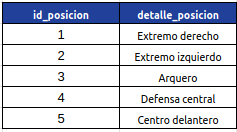 id_posicion detalle_posicion
1 Extremo derecho
2 Extremo izquierdo
3 Arquero
4 Defensa central
5 Centro delantero